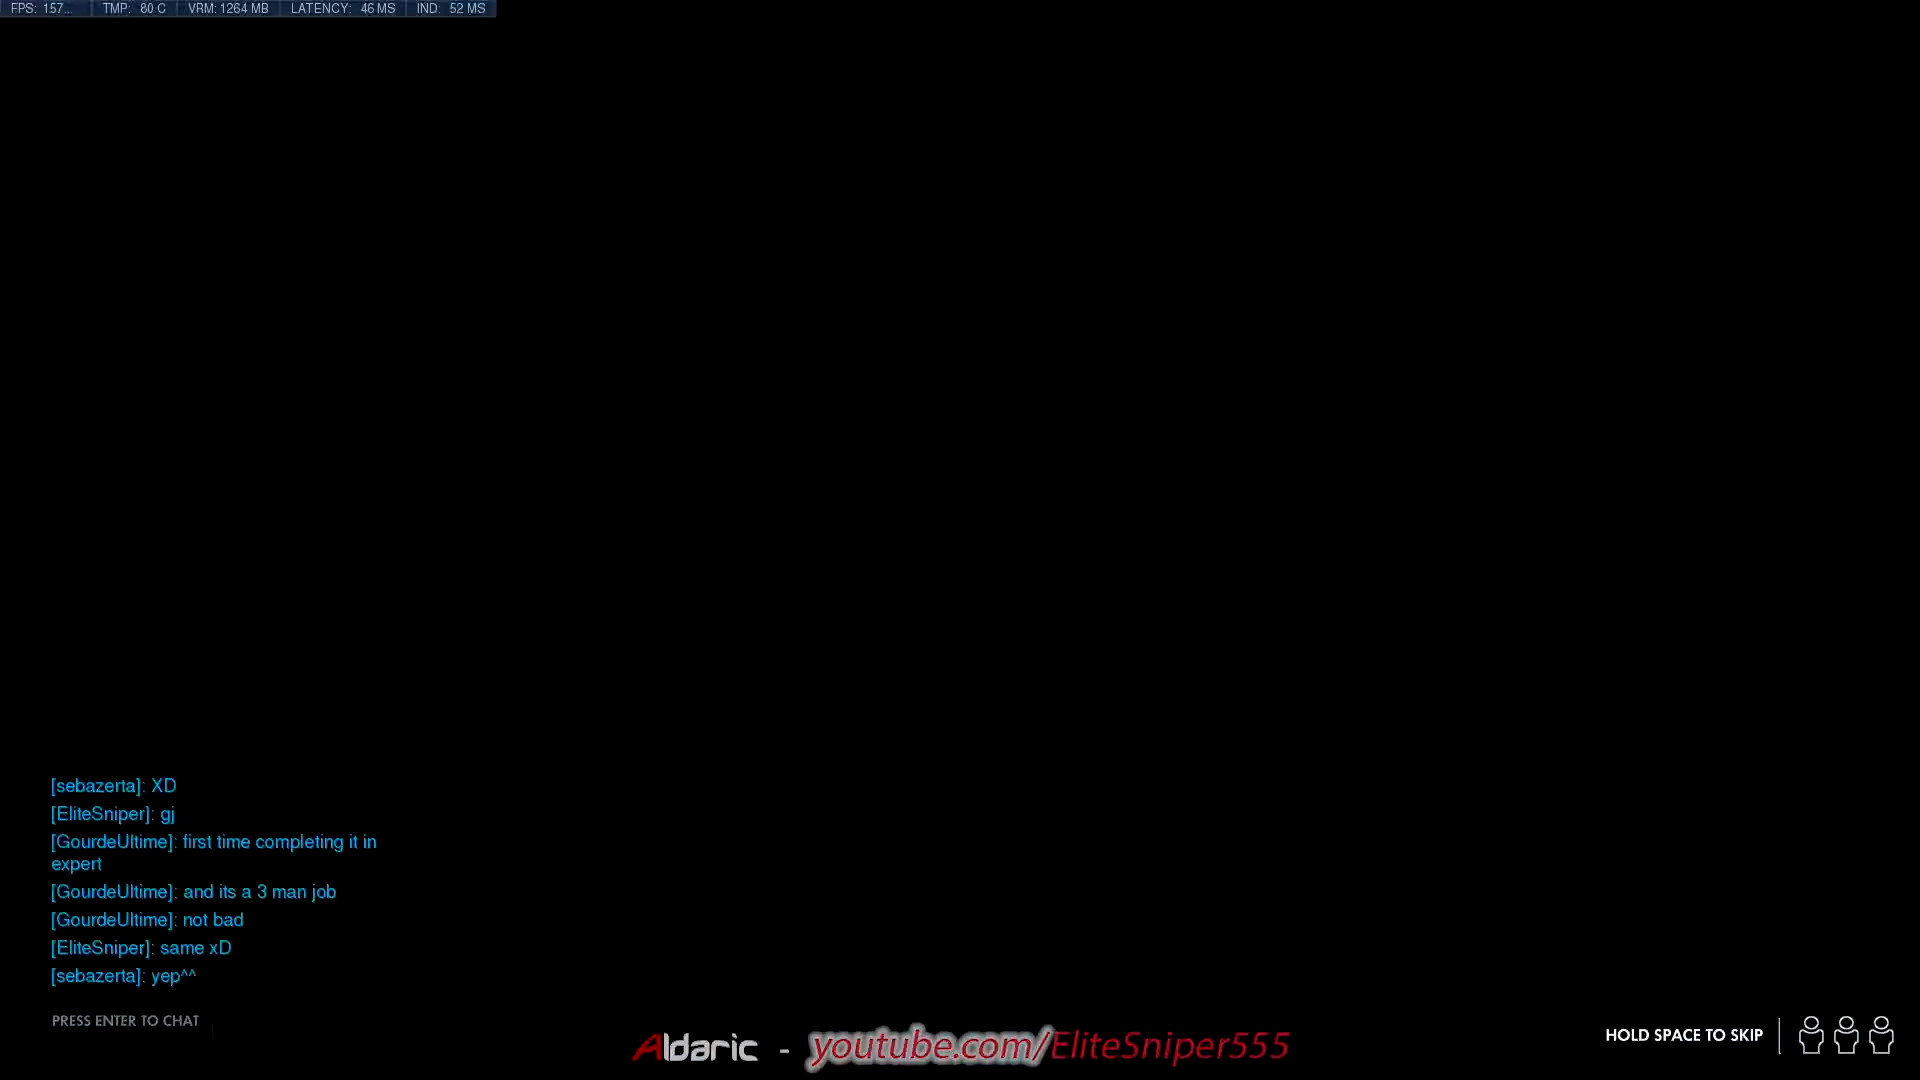 FPS: 157... TMP: 80 C VRM: 1264 MB LATENCY: 46 MS IND: 52 MS
[sebazerta]: XD
[EliteSniper]: gj
[GourdeUltime]: first time completing it in
expert
[GourdeUltime]: and its a 3 man job
[GourdeUltime]: not bad
[EliteSniper]: same xD
[sebazerta]: yep^^
PRESS ENTER TO CHAT
Aldaric - youtube.com/EliteSniper555
HOLD SPACE TO SKIP